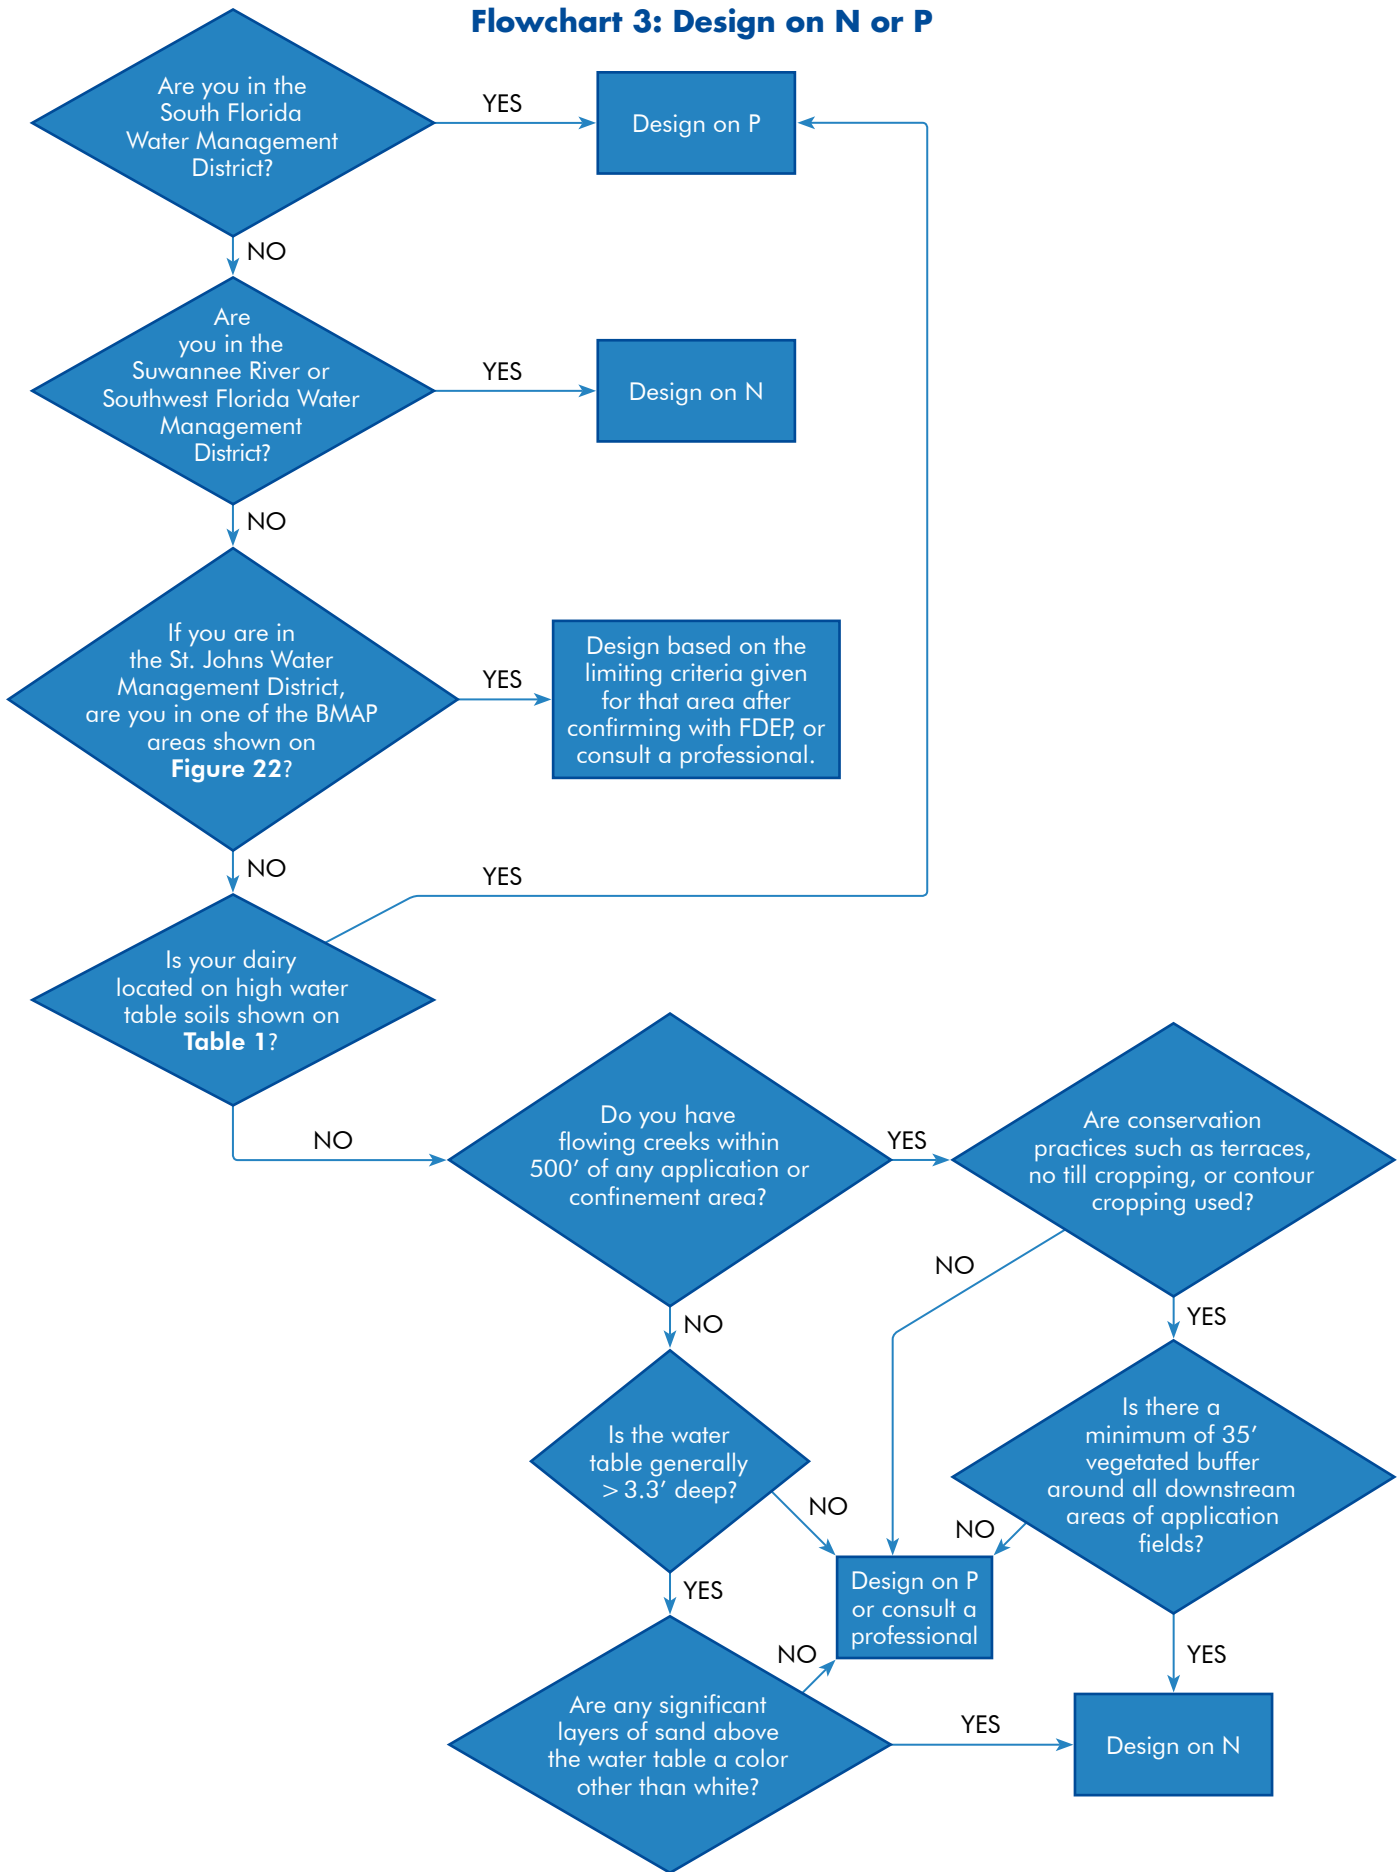 Flowchart 3: Design on N or P
Are you in the
South Florida
Water Management
District?
YES
Design on P
NO
Are
you in the
Suwannee River or
Southwest Florida Water
Management
District?
YES
Design on N
NO
If you are in
the St. Johns Water
Management District,
are you in one of the BMAP
areas shown on
Figure 22?
YES
Design based on the
limiting criteria given
for that area after
confirming with FDEP, or
consult a professional.
NO
YES
Is your dairy
located on high water
table soils shown on
Table 1?
NO
Do you have
flowing creeks within
500’ of any application or
confinement area?
YES
Are conservation
practices such as terraces,
no till cropping, or contour
cropping used?
NO
NO
YES
Is the water
table generally
> 3.3’ deep?
NO
Is there a
minimum of 35’
vegetated buffer
around all downstream
areas of application
fields?
NO
Design on P
or consult a
professional
YES
NO
YES
Are any significant
layers of sand above
the water table a color
other than white?
YES
Design on N